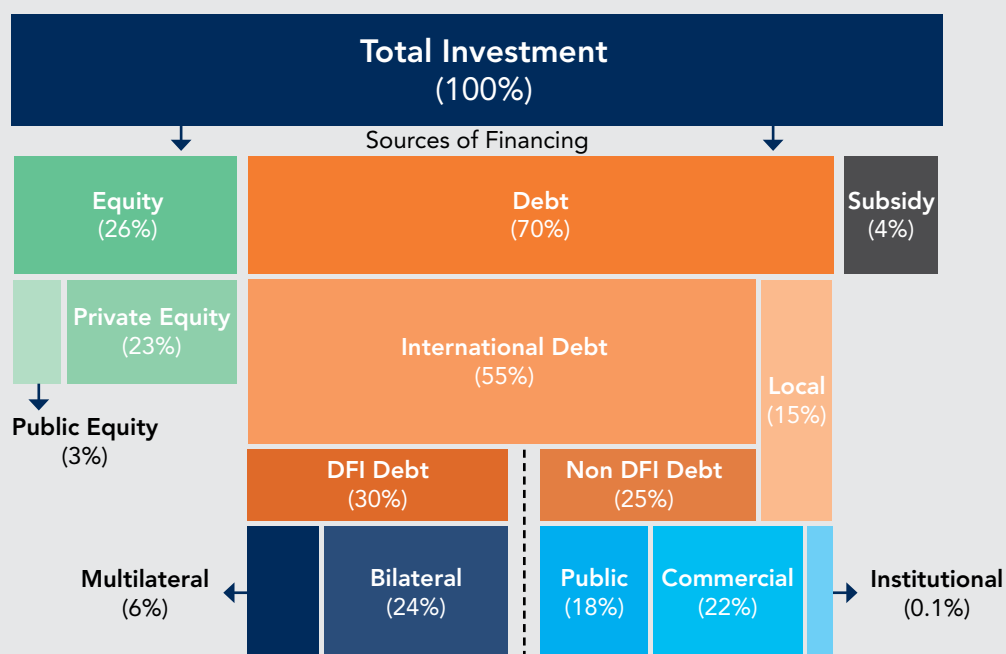 Total Investment
(100%)
Sources of Financing
Equity
(26%)
Debt
(70%)
Subsidy
(4%)
Private Equity
(23%)
International Debt
(55%)
Local
(15%)
Public Equity
(3%)
DFI Debt
(30%)
Non DFI Debt
(25%)
Multilateral
(6%)
Bilateral
(24%)
Public
(18%)
Commercial
(22%)
Institutional
(0.1%)